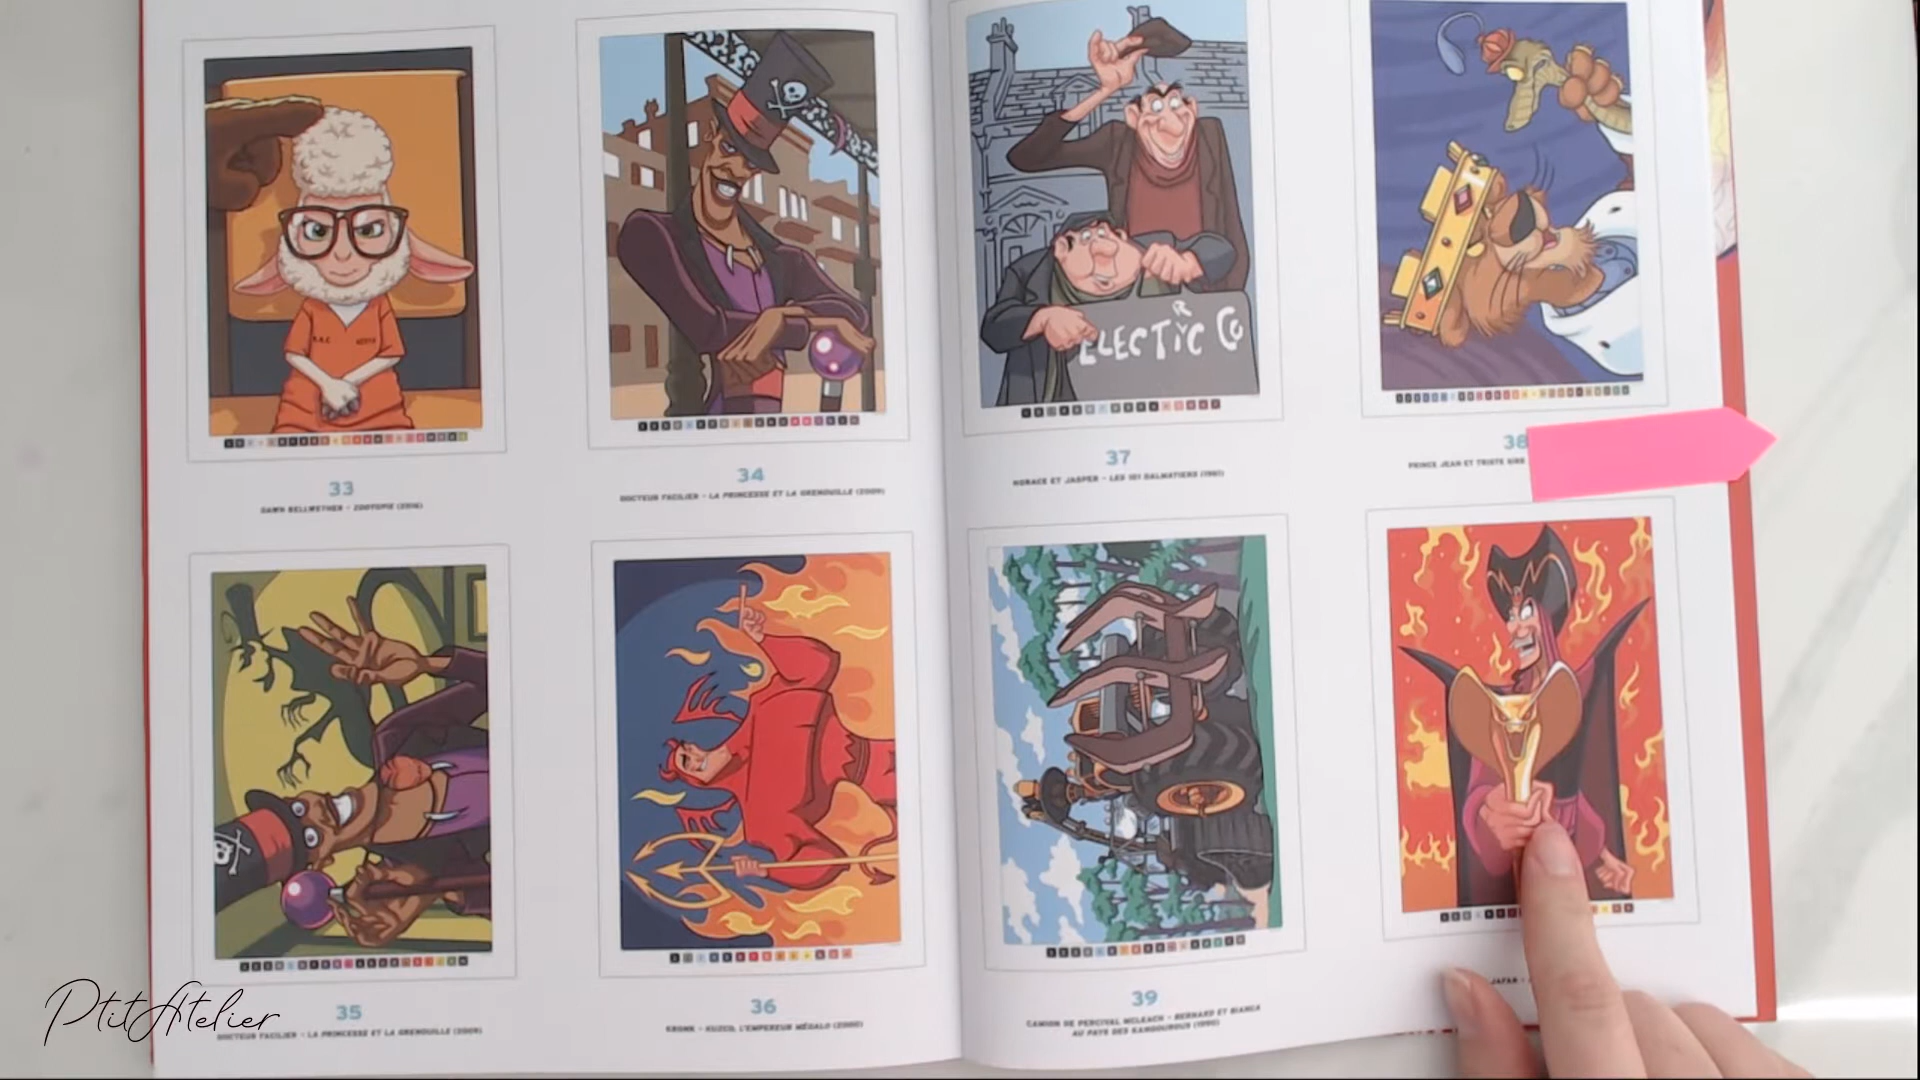 ELECTRIC Co
33
DAWN BELLWETHER - ZOOTOPIE (2016)
34
DOCTEUR FACILIER - LA PRINCESSE ET LA GRENOUILLE (2009)
37
HORACE ET JASPER - LES 101 DALMATIENS (1961)
38
PRINCE JEAN ET TRISTE SIRE
35
DOCTEUR FACILIER - LA PRINCESSE ET LA GRENOUILLE (2009)
36
KRONK - KUZCO, L'EMPEREUR MÉGALO (2000)
39
CAMION DE PERCIVAL MCLEACH - BERNARD ET BIANCA
AU PAYS DES KANGOUROUS (1990)
JAFAR -
PtitAtelier